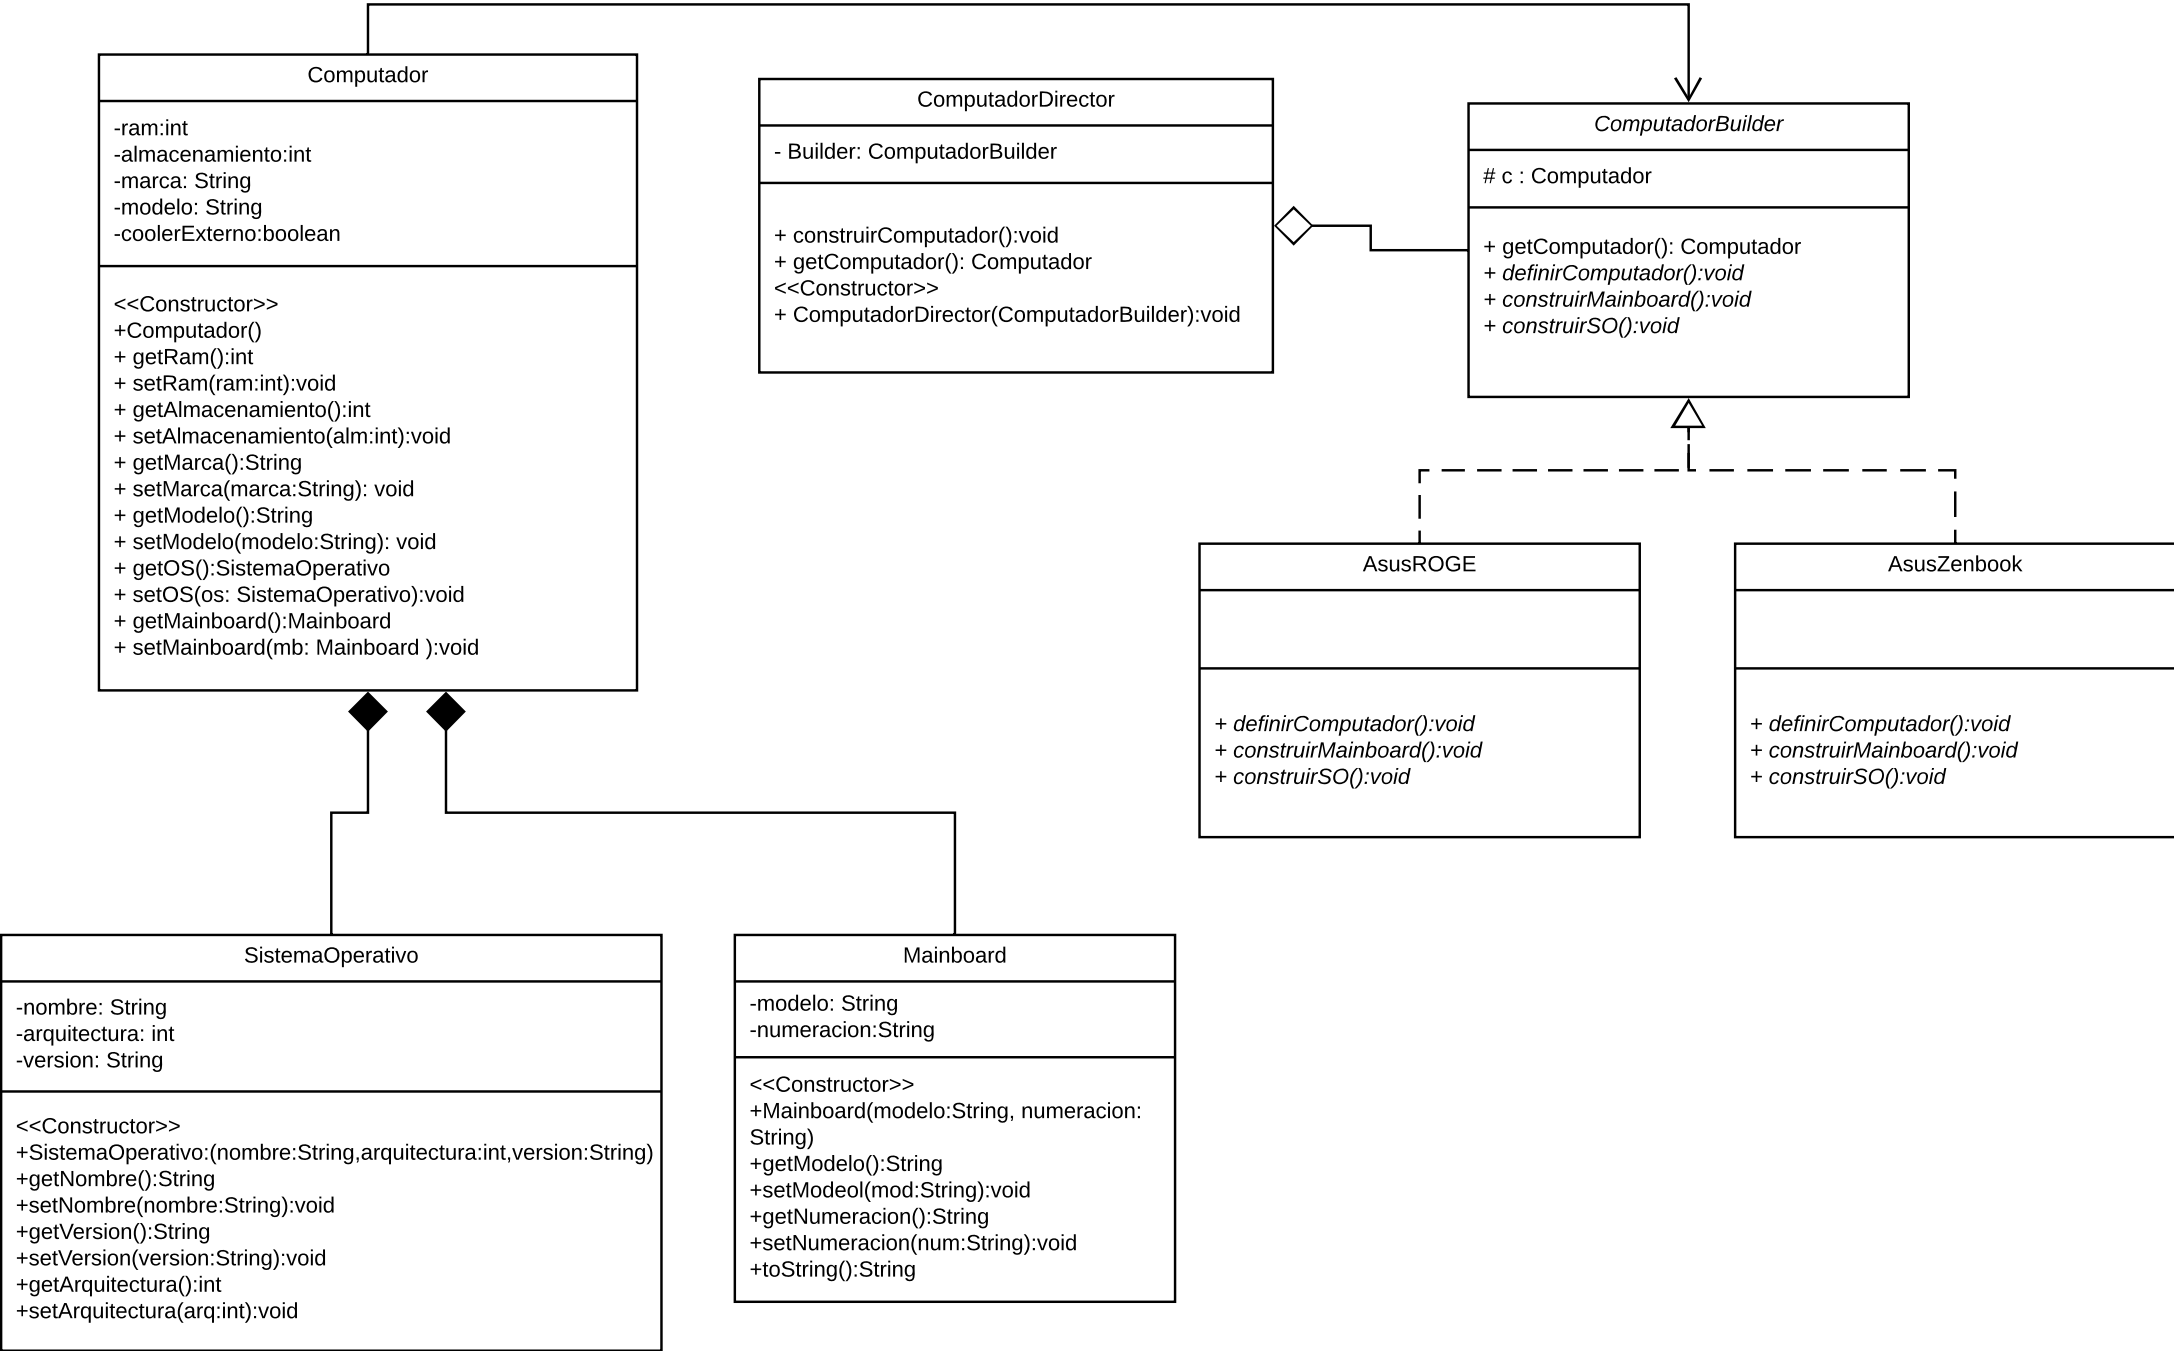 Computador
-ram:int
-almacenamiento:int
-marca: String
-modelo: String
-coolerExterno:boolean
<<Constructor>>
+Computador()
+ getRam():int
+ setRam(ram:int):void
+ getAlmacenamiento():int
+ setAlmacenamiento(alm:int):void
+ getMarca():String
+ setMarca(marca:String): void
+ getModelo():String
+ setModelo(modelo:String): void
+ getOS():SistemaOperativo
+ setOS(os: SistemaOperativo):void
+ getMainboard():Mainboard
+ setMainboard(mb: Mainboard ):void
ComputadorDirector
- Builder: ComputadorBuilder
+ construirComputador():void
+ getComputador(): Computador
<<Constructor>>
+ ComputadorDirector(ComputadorBuilder):void
ComputadorBuilder
# c : Computador
+ getComputador(): Computador
+ definirComputador():void
+ construirMainboard():void
+ construirSO():void
AsusROGE
+ definirComputador():void
+ construirMainboard():void
+ construirSO():void
AsusZenbook
+ definirComputador():void
+ construirMainboard():void
+ construirSO():void
SistemaOperativo
-nombre: String
-arquitectura: int
-version: String
<<Constructor>>
+SistemaOperativo:(nombre:String,arquitectura:int,version:String)
+getNombre():String
+setNombre(nombre:String):void
+getVersion():String
+setVersion(version:String):void
+getArquitectura():int
+setArquitectura(arq:int):void
Mainboard
-modelo: String
-numeracion:String
<<Constructor>>
+Mainboard(modelo:String, numeracion:
String)
+getModelo():String
+setModeol(mod:String):void
+getNumeracion():String
+setNumeracion(num:String):void
+toString():String